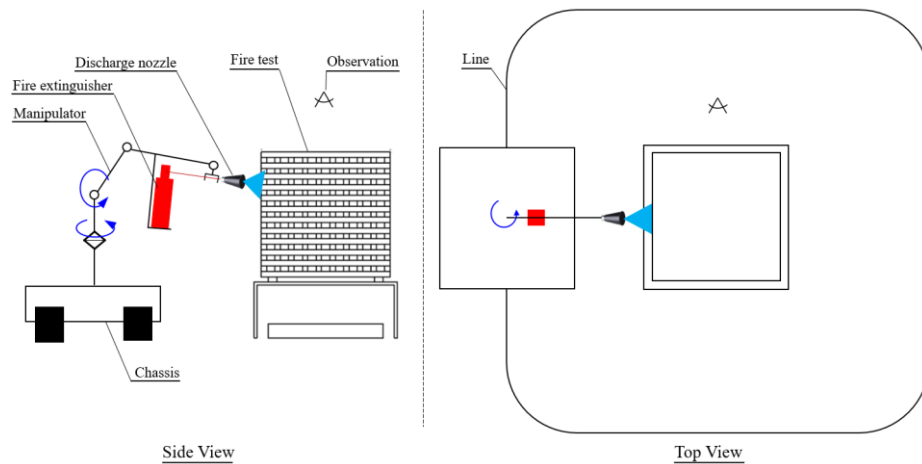 Discharge nozzle
Fire test
Observation
Fire extinguisher
Manipulator
Chassis
Side View
Line
Top View